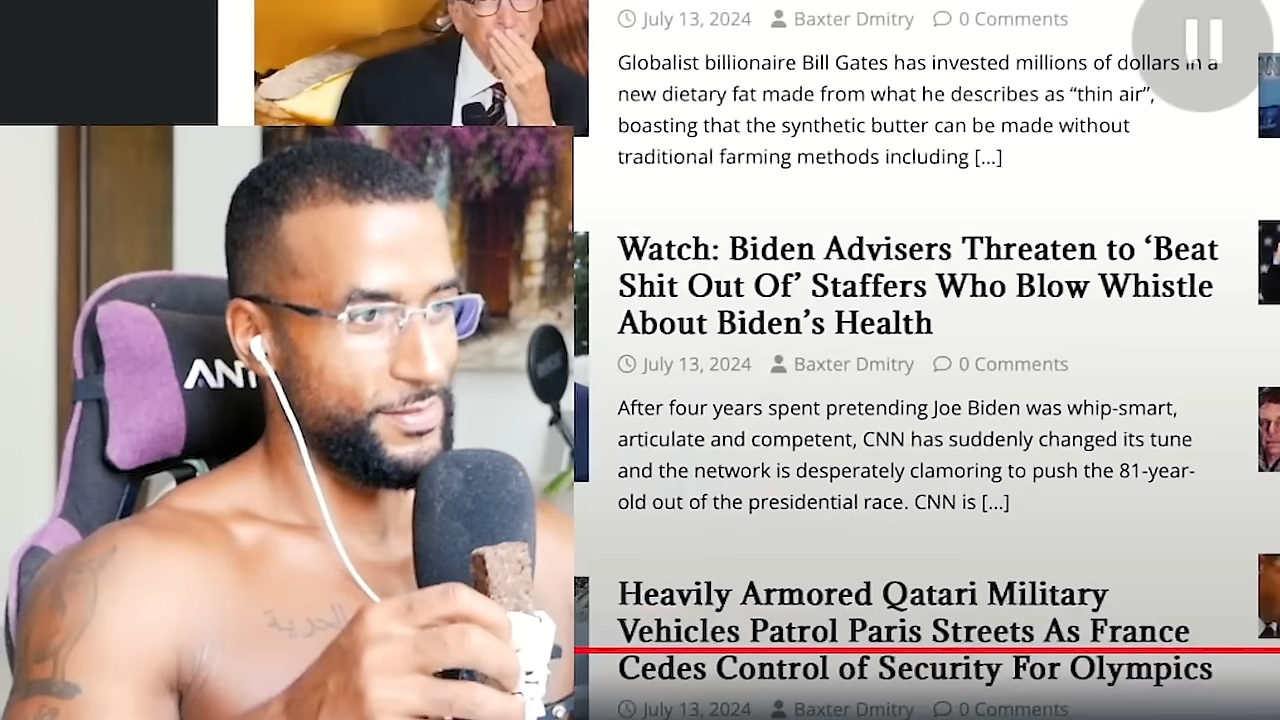 July 13, 2024 Baxter Dmitry 0 Comments
Globalist billionaire Bill Gates has invested millions of dollars in a
new dietary fat made from what he describes as “thin air”,
boasting that the synthetic butter can be made without
traditional farming methods including [...]
Watch: Biden Advisers Threaten to ‘Beat
Shit Out Of’ Staffers Who Blow Whistle
About Biden’s Health
July 13, 2024 Baxter Dmitry 0 Comments
After four years spent pretending Joe Biden was whip-smart,
articulate and competent, CNN has suddenly changed its tune
and the network is desperately clamoring to push the 81-year-
old out of the presidential race. CNN is [...]
Heavily Armored Qatari Military
Vehicles Patrol Paris Streets As France
Cedes Control of Security For Olympics
July 13, 2024 Baxter Dmitry 0 Comments
AN
الحرية